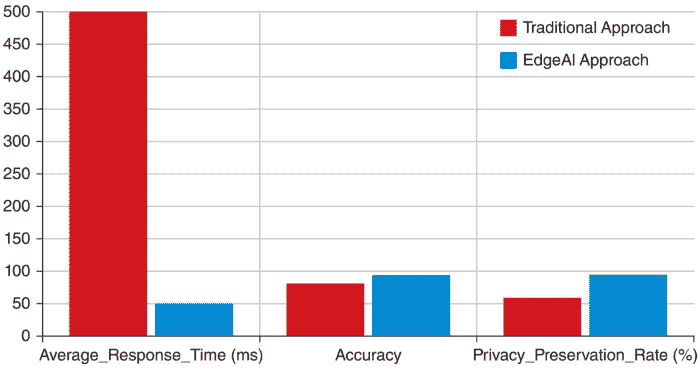 500
450
400
350
300
250
200
150
100
50
0
Traditional Approach
EdgeAI Approach
Average_Response_Time (ms)
Accuracy
Privacy_Preservation_Rate (%)